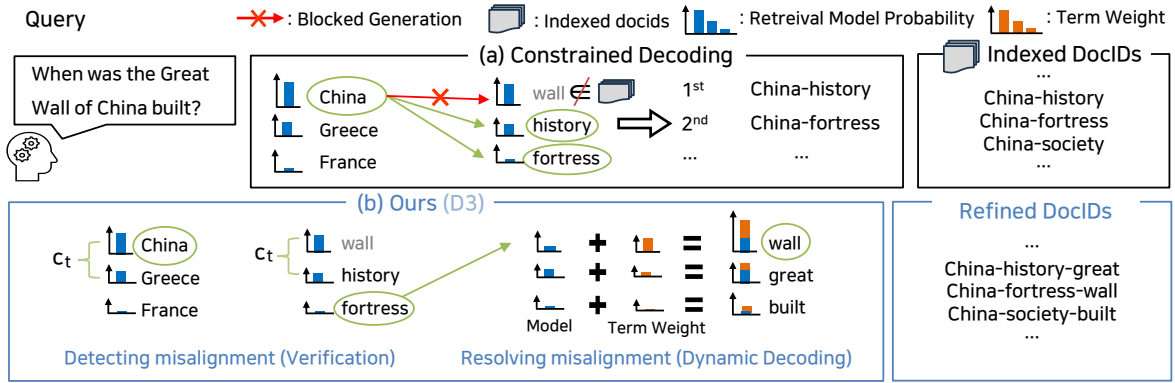 Query
: Blocked Generation
: Indexed docids
: Retreival Model Probability
: Term Weight
When was the Great
Wall of China built?
(a) Constrained Decoding
China
Greece
France
wall ∉
history
fortress
1st China-history
2nd China-fortress
... ...
Indexed DocIDs
...
China-history
China-fortress
China-society
...
(b) Ours (D3)
ct
China
Greece
France
ct
wall
history
fortress
Detecting misalignment (Verification)
+ = wall
+ = great
+ = built
Model Term Weight
Resolving misalignment (Dynamic Decoding)
Refined DocIDs
...
China-history-great
China-fortress-wall
China-society-built
...